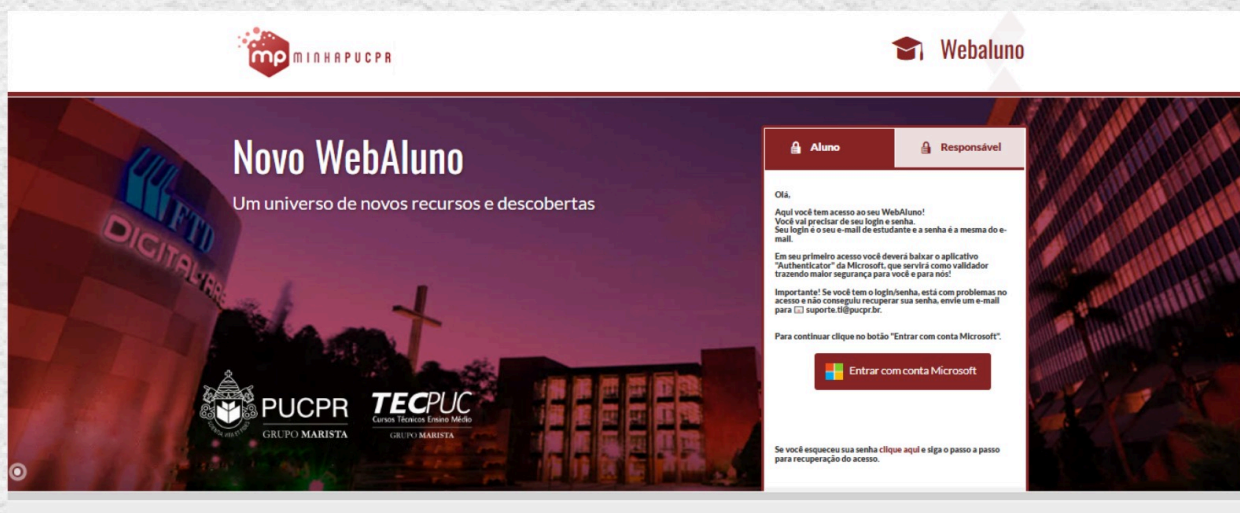 mp MINHAPUCPR
Webaluno
Novo WebAluno
Um universo de novos recursos e descobertas
FTD
DIGITAL ARE
PUCPR
GRUPO MARISTA
TECPUC
Cursos Técnicos Ensino Médio
GRUPO MARISTA
Aluno
Responsável
Olá,
Aqui você tem acesso ao seu WebAluno!
Você vai precisar de seu login e senha.
Seu login é o seu e-mail de estudante e a senha é a mesma do e-
mail.
Em seu primeiro acesso você deverá baixar o aplicativo
"Authenticator" da Microsoft, que servirá como validador
trazendo maior segurança para você e para nós!
Importante! Se você tem o login/senha, está com problemas no
acesso e não conseguiu recuperar sua senha, envie um e-mail
para suporte.ti@pucpr.br.
Para continuar clique no botão "Entrar com conta Microsoft".
Entrar com conta Microsoft
Se você esqueceu sua senha clique aqui e siga o passo a passo
para recuperação do acesso.